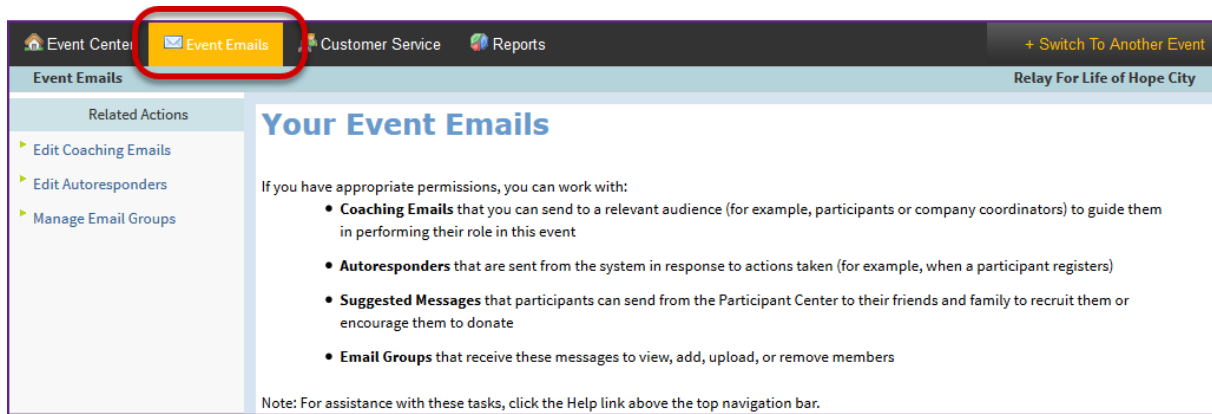 Event Center Event Emails Customer Service Reports + Switch To Another Event
Event Emails Relay For Life of Hope City
Related Actions
Edit Coaching Emails
Edit Autoresponders
Manage Email Groups
Your Event Emails
If you have appropriate permissions, you can work with:
• Coaching Emails that you can send to a relevant audience (for example, participants or company coordinators) to guide them
in performing their role in this event
• Autoresponders that are sent from the system in response to actions taken (for example, when a participant registers)
• Suggested Messages that participants can send from the Participant Center to their friends and family to recruit them or
encourage them to donate
• Email Groups that receive these messages to view, add, upload, or remove members
Note: For assistance with these tasks, click the Help link above the top navigation bar.